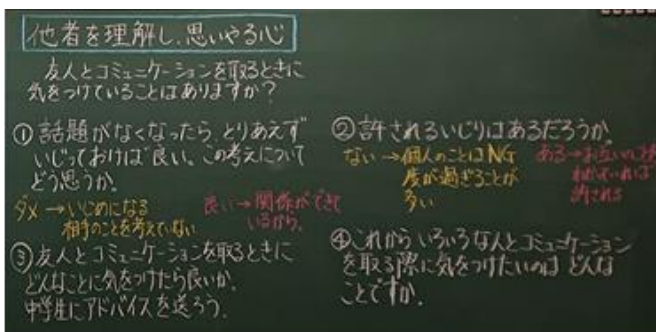 他者を理解し、思いやる心
友人とコミュニケーションを取るときに
気をつけていることはありますか?
① 話題がなくなったら、とりあえず
いじっておけば良い。この考えについて
どう思うか。
ダメ→いじめになる
相手のことを考えていない
良い→関係ができて
いるから。
② 許されるいじりはあるだろうか
ない→個人のことはNG
度が過ぎることが
多い
ある→お互いに
れていれば
許される
③ 友人とコミュニケーションを取るときに
どんなことに気をつけたら良いか。
中学生にアドバイスを送ろう。
④ これからいろいろな人とコミュニケーション
を取る際に気をつけたいのはどんな
ことですか。